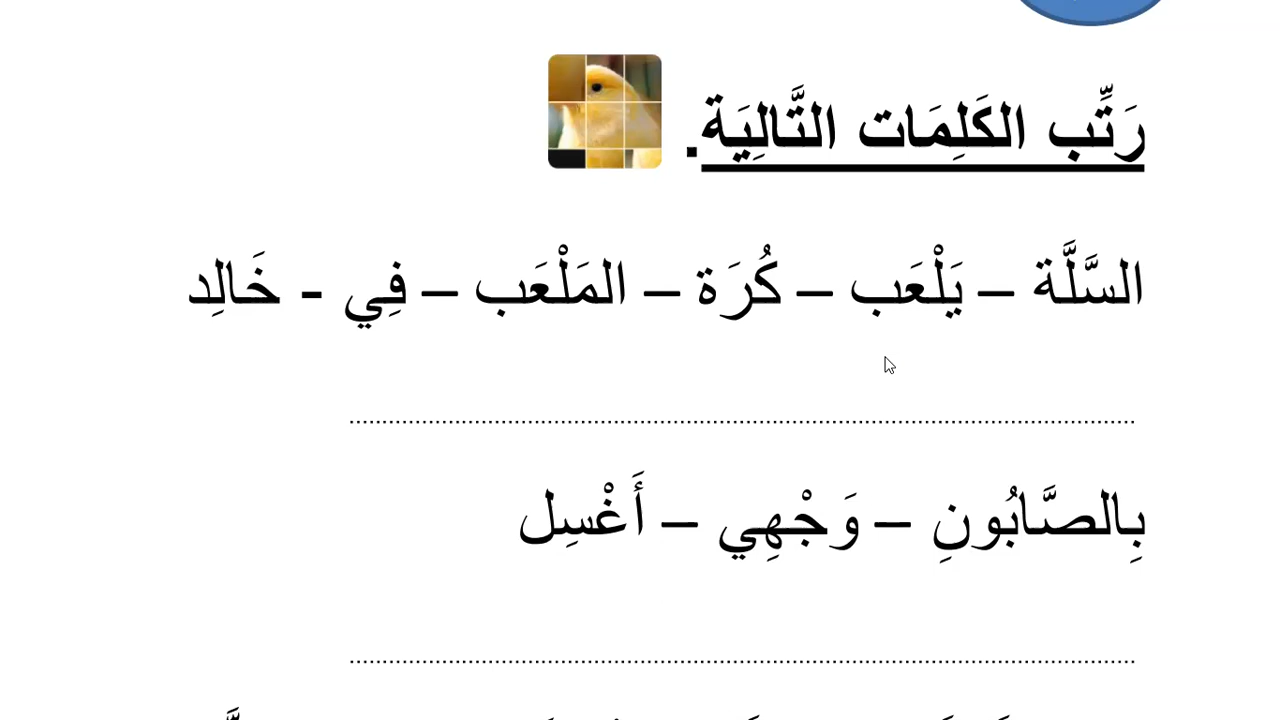 رَتِّب الكَلِمَات التَّالِيَة.
السَّلَّة – يَلْعَب – كُرَة – المَلْعَب – فِي - خَالِد
بِالصَّابُونِ – وَجْهِي – أَغْسِل